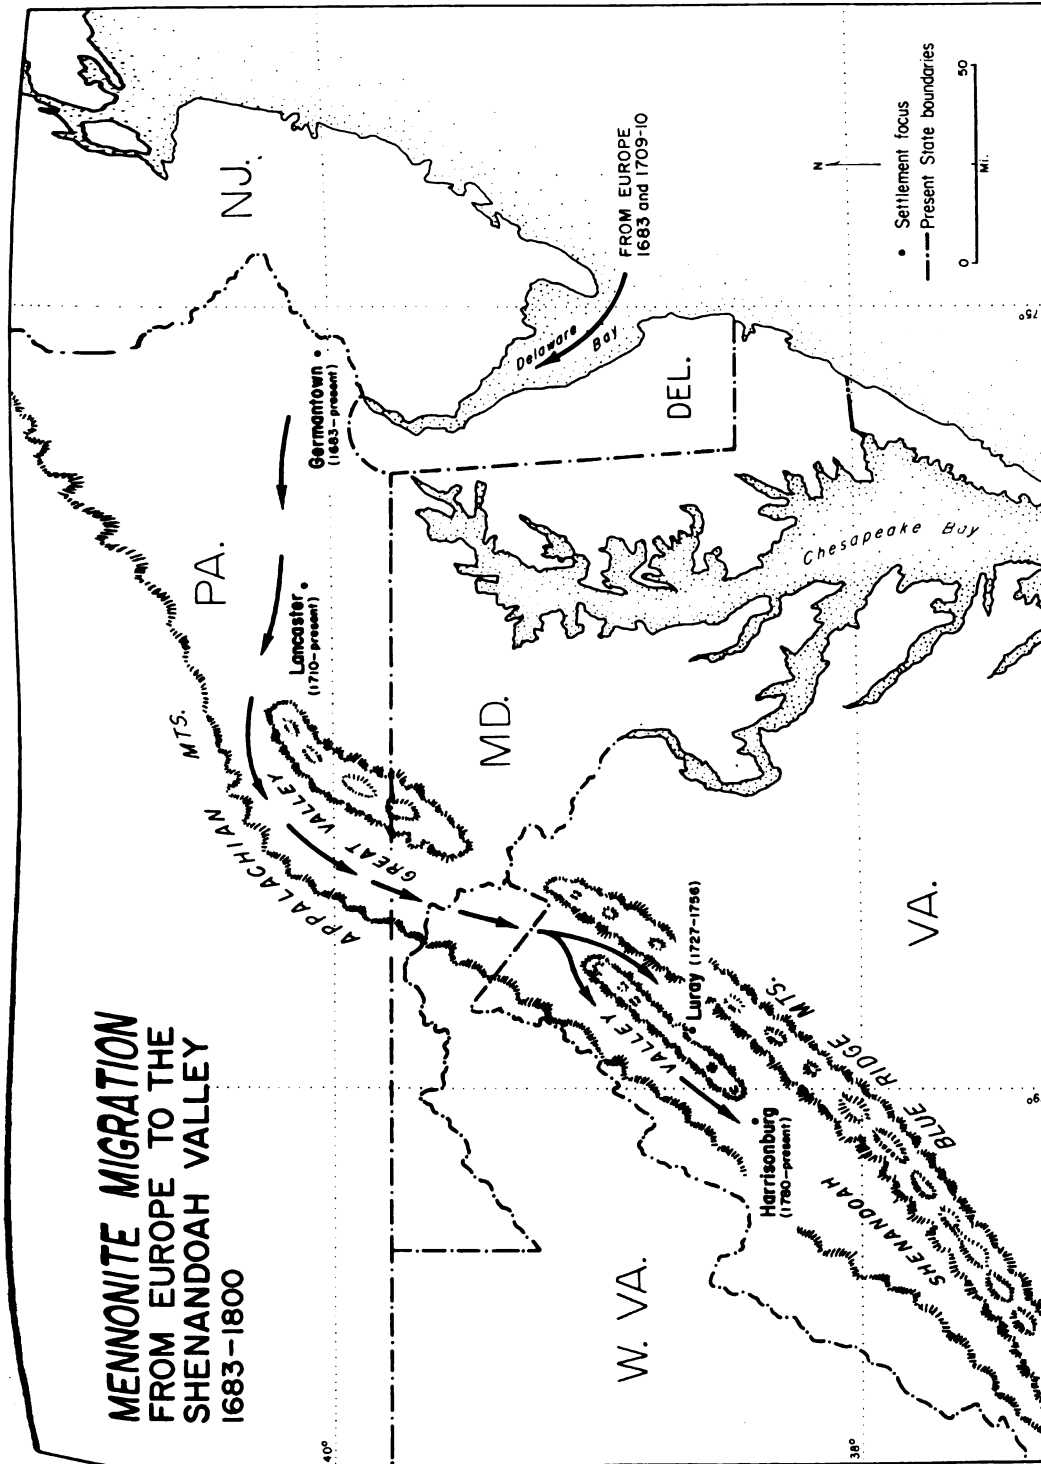 MENNONITE MIGRATION
FROM EUROPE TO THE
SHENANDOAH VALLEY
1683-1800
N.J.
PA.
MTS.
APPALACHIAN
GREAT VALLEY
Germantown
(1683-present)
Lancaster
(1710-present)
MD.
DEL.
Delaware
Bay
FROM EUROPE
1683 and 1709-10
Chesapeake Bay
W. VA.
VA.
Luray (1727-1756)
Harrisonburg
(1780-present)
VALLEY
SHENANDOAH
BLUE RIDGE MTS.
N
• Settlement focus
Present State boundaries
0 50
Mi.
40°
38°
75°